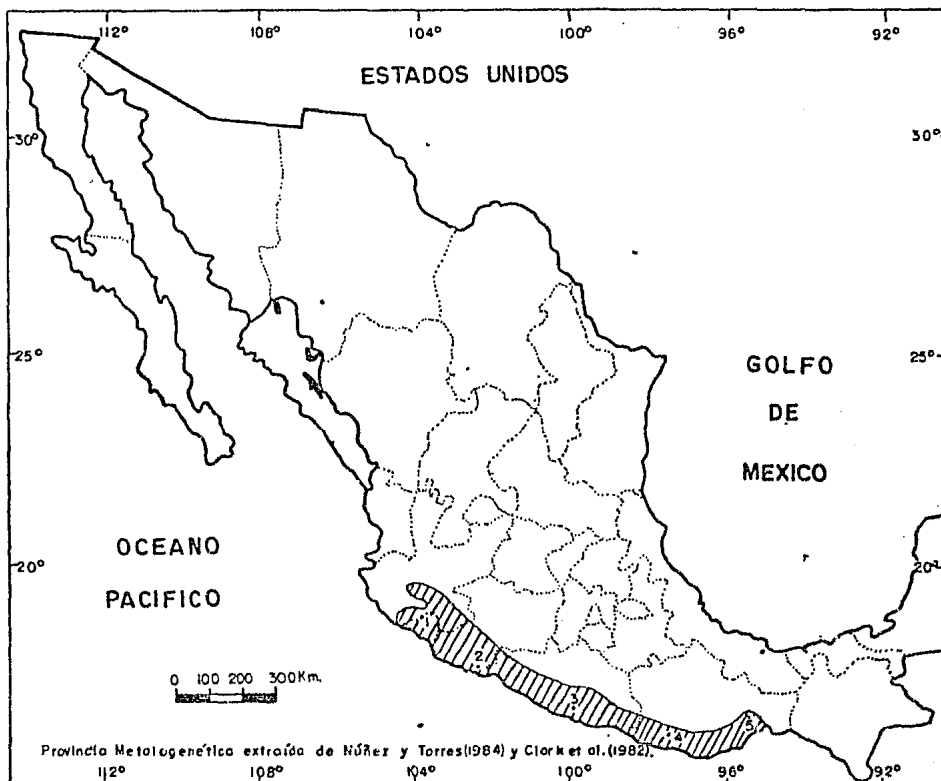 112° 108° 104° 100° 96° 92°
ESTADOS UNIDOS
30° 30°
25° 25°
GOLFO
DE
MEXICO
OCEANO
PACIFICO
20° 20°
1
2
3
4
5
0 100 200 300 Km.
Provincia Metalogenética extraída de Núñez y Torres (1984) y Clark et al. (1982).
112° 108° 104° 100° 96° 92°